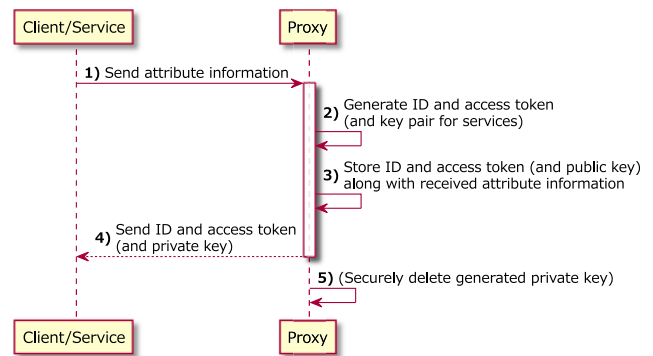 Client/Service
Proxy
1) Send attribute information
2) Generate ID and access token
(and key pair for services)
3) Store ID and access token (and public key)
along with received attribute information
4) Send ID and access token
(and private key)
5) (Securely delete generated private key)
Client/Service
Proxy